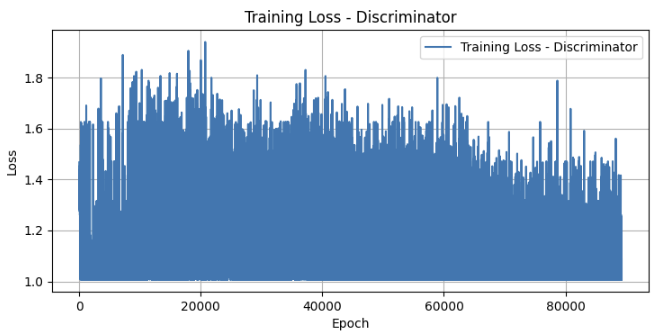 Training Loss - Discriminator
Training Loss - Discriminator
1.8
1.6
1.4
1.2
1.0
Loss
0
20000
40000
60000
80000
Epoch